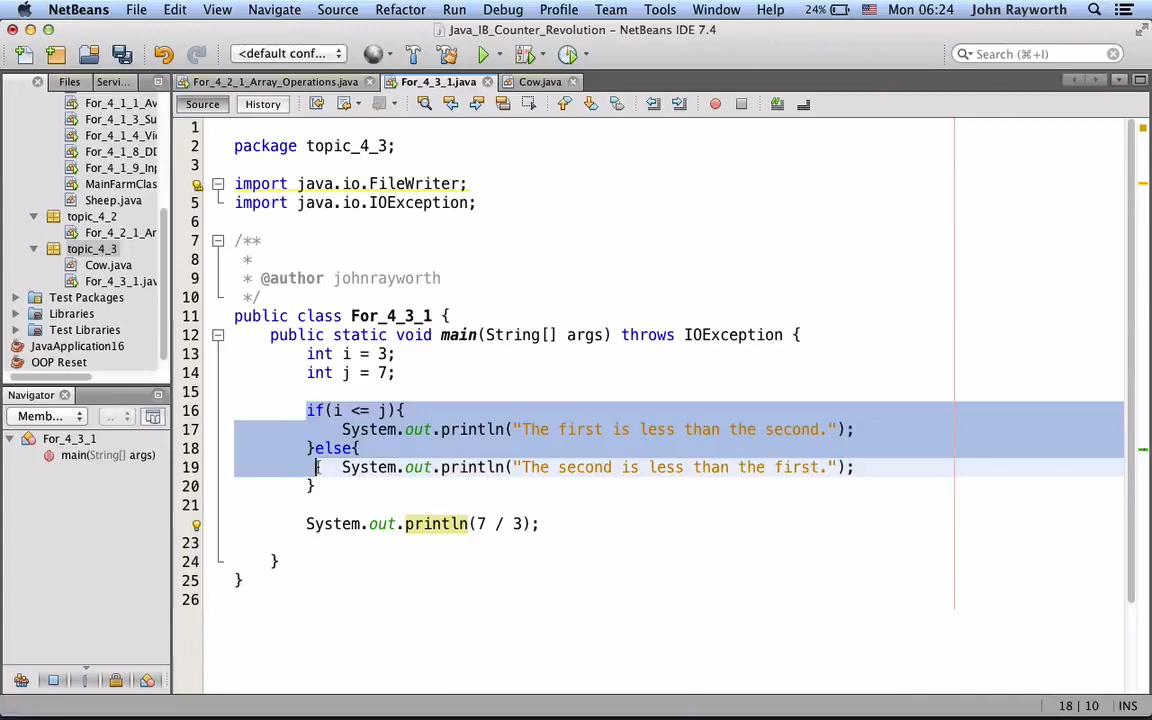 NetBeans File Edit View Navigate Source Refactor Run Debug Profile Team Tools Window Help 24% Mon 06:24 John Rayworth
Java_IB_Counter_Revolution – NetBeans IDE 7.4
<default conf... Search (⌘+I)
Files Servi... For_4_2_1_Array_Operations.java For_4_3_1.java Cow.java
Source History
For_4_1_1_Av
For_4_1_3_Su
For_4_1_4_Vi
For_4_1_8_DD
For_4_1_9_Inp
MainFarmClas
Sheep.java
topic_4_2
For_4_2_1_Ar
topic_4_3
Cow.java
For_4_3_1.jav
Test Packages
Libraries
Test Libraries
JavaApplication16
OOP Reset
Navigator
Memb...
For_4_3_1
main(String[] args)
1
2 package topic_4_3;
3
import java.io.FileWriter;
5 import java.io.IOException;
6
7 /**
8 *
9 * @author johnrayworth
10 */
11 public class For_4_3_1 {
12 public static void main(String[] args) throws IOException {
13 int i = 3;
14 int j = 7;
15
16 if(i <= j){
17 System.out.println("The first is less than the second.");
18 }else{
19 System.out.println("The second is less than the first.");
20 }
21
System.out.println(7 / 3);
23
24 }
25 }
26
18 | 10 INS